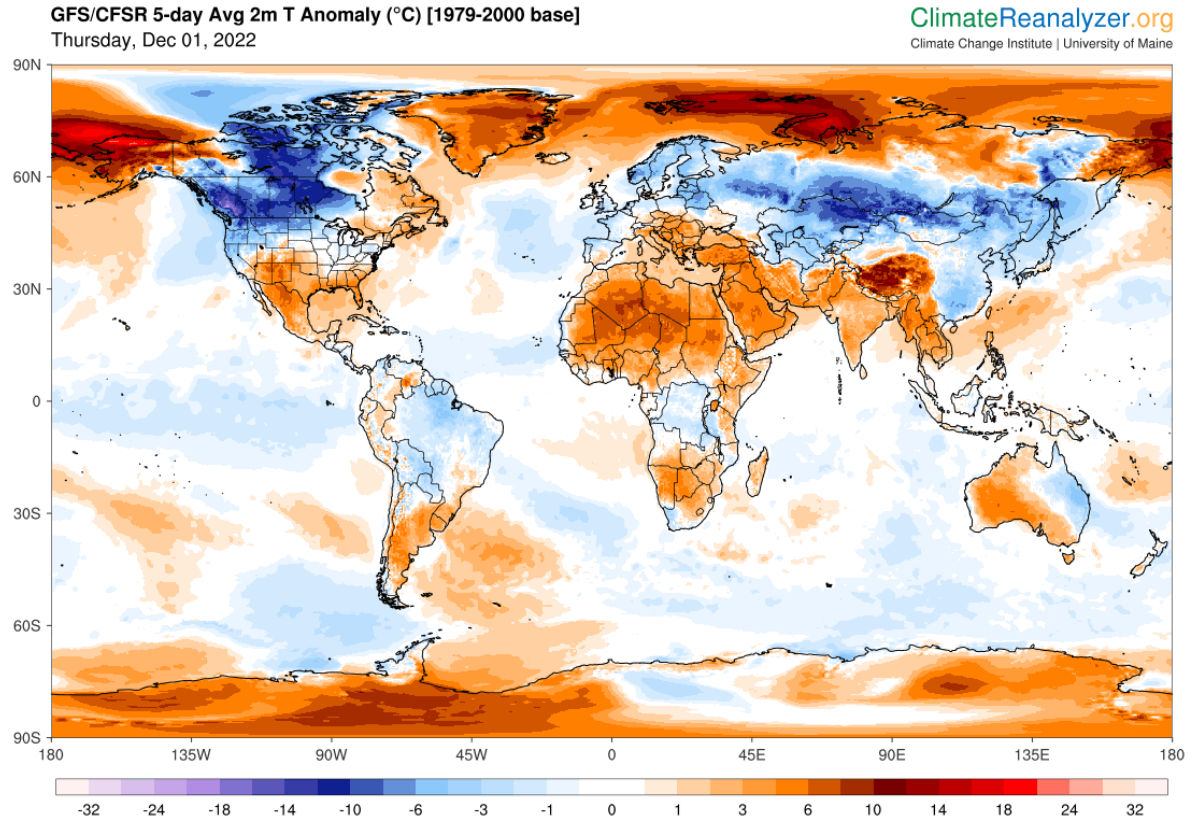 GFS/CFSR 5-day Avg 2m T Anomaly (°C) [1979-2000 base]
ClimateReanalyzer.org
Thursday, Dec 01, 2022
Climate Change Institute | University of Maine
90N
60N
30N
0
30S
60S
90S
180 135W 90W 45W 0 45E 90E 135E 180
-32 -24 -18 -14 -10 -6 -3 -1 0 1 3 6 10 14 18 24 32